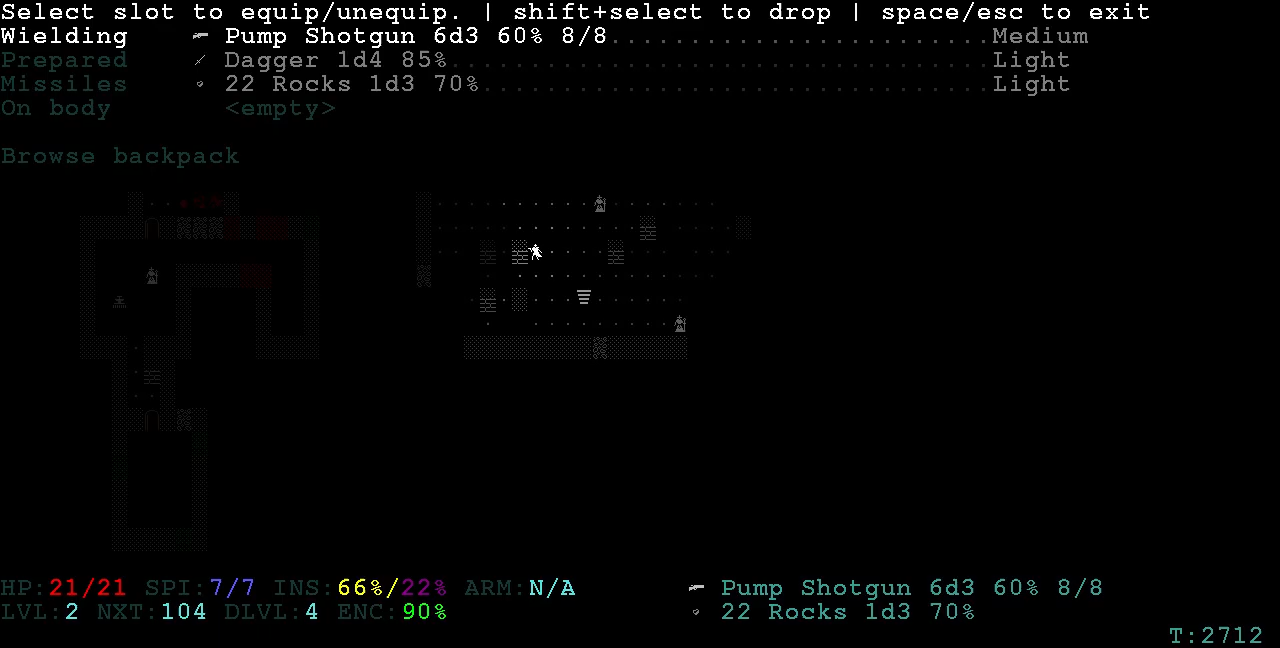 Select slot to equip/unequip. | shift+select to drop | space/esc to exit
Wielding Pump Shotgun 6d3 60% 8/8........................Medium
Prepared Dagger 1d4 85%..................................Light
Missiles 22 Rocks 1d3 70%................................Light
On body <empty>
Browse backpack
HP:21/21 SPI:7/7 INS:66%/22% ARM:N/A Pump Shotgun 6d3 60% 8/8
LVL:2 NXT:104 DLVL:4 ENC:90% 22 Rocks 1d3 70%
T:2712